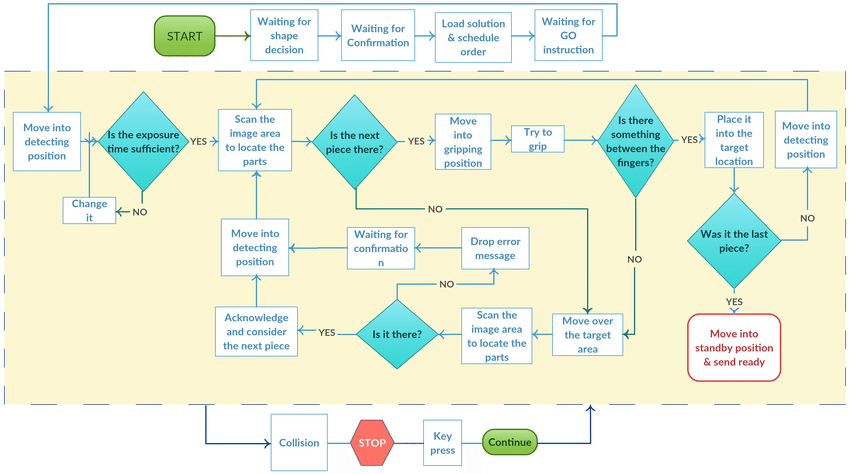 START
Waiting for
shape
decision
Waiting for
Confirmation
Load solution
& schedule
order
Waiting for
GO
instruction
Move into
detecting
position
Is the exposure
time sufficient?
YES
Scan the
image area
to locate the
parts
Is the next
piece there?
YES
Move
into
gripping
position
Try to
grip
Is there
something
between the
fingers?
YES
Place it
into the
target
location
Move into
detecting
position
Change
it
NO
NO
NO
NO
Was it the last
piece?
YES
Move into
standby position
& send ready
Move into
detecting
position
Waiting for
confirmatio
n
Drop error
message
NO
Acknowledge
and consider
the next piece
YES
Is it there?
Scan the
image area
to locate the
parts
Move over
the target
area
Collision
STOP
Key
press
Continue